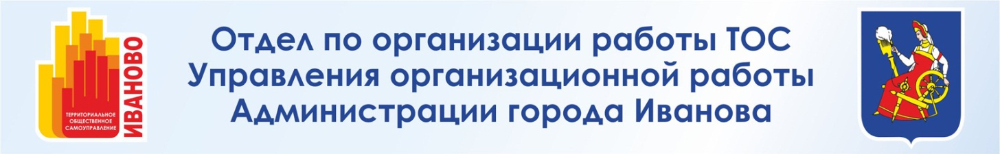 ТЕРРИТОРИАЛЬНОЕ
ОБЩЕСТВЕННОЕ
САМОУПРАВЛЕНИЕ
ИВАНОВО
Отдел по организации работы ТОС
Управления организационной работы
Администрации города Иванова